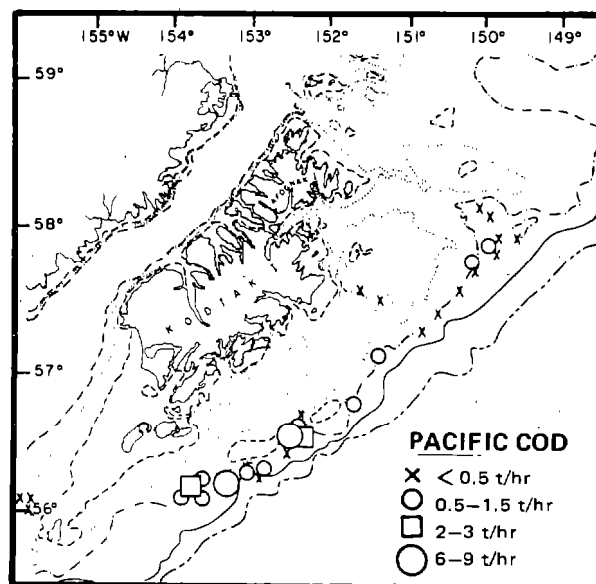 155°W 154° 153° 152° 151° 150° 149°
59°
58°
57°
56°
KODIAK
PACIFIC COD
< 0.5 t/hr
0.5–1.5 t/hr
2–3 t/hr
6–9 t/hr